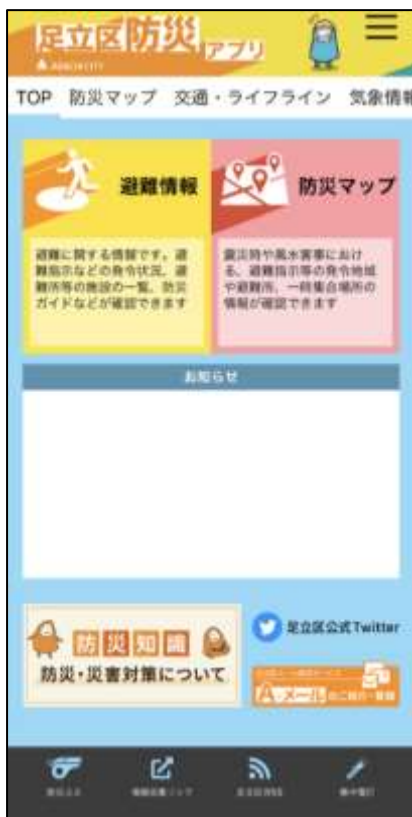 足立区防災アプリ
ADACHI CITY
TOP 防災マップ 交通・ライフライン 気象情報
避難情報
避難に関する情報です。避
難指示などの発令状況、避
難所等の施設の一覧、防災
ガイドなどが確認できます
防災マップ
震災時や風水害事におけ
る、避難指示等の発令地域
や避難所、一時集合場所の
情報が確認できます
お知らせ
防災知識
防災・災害対策について
足立区公式Twitter
A-メール